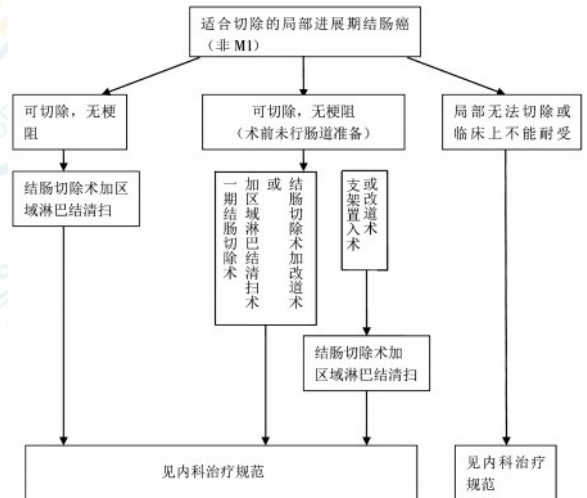 适合切除的局部进展期结肠癌
（非 M1）
可切除，无梗
阻
可切除，无梗阻
（术前未行肠道准备）
局部无法切除或
临床上不能耐受
结肠切除术加区
域淋巴结清扫
结肠切除术加改道术
或
加区域淋巴结清扫术
一期结肠切除术
或改道术
支架置入术
结肠切除术加
区域淋巴结清扫
见内科治疗规范
见内科治疗
规范